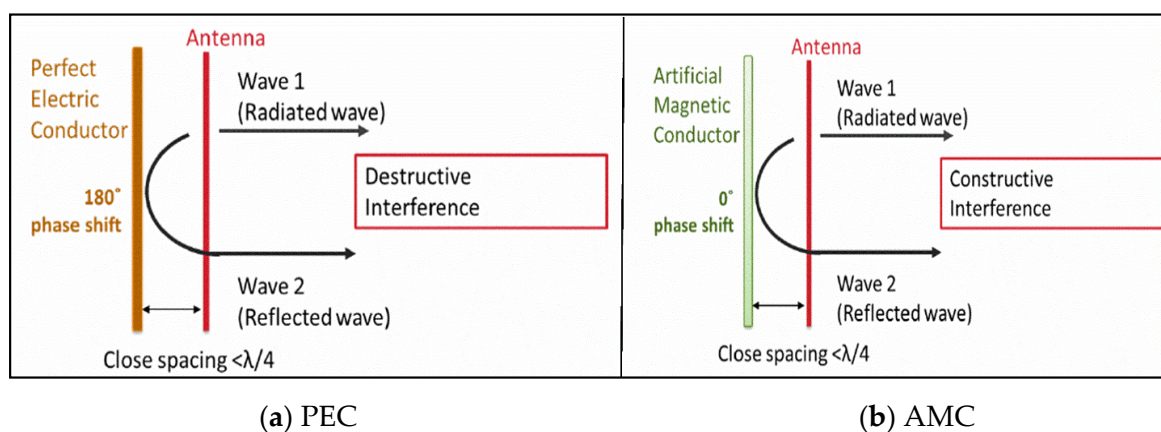 Antenna
Perfect
Electric
Conductor
Wave 1
(Radiated wave)
180°
phase shift
Destructive
Interference
Wave 2
(Reflected wave)
Close spacing <λ/4
(a) PEC
Antenna
Artificial
Magnetic
Conductor
Wave 1
(Radiated wave)
0°
phase shift
Constructive
Interference
Wave 2
(Reflected wave)
Close spacing <λ/4
(b) AMC